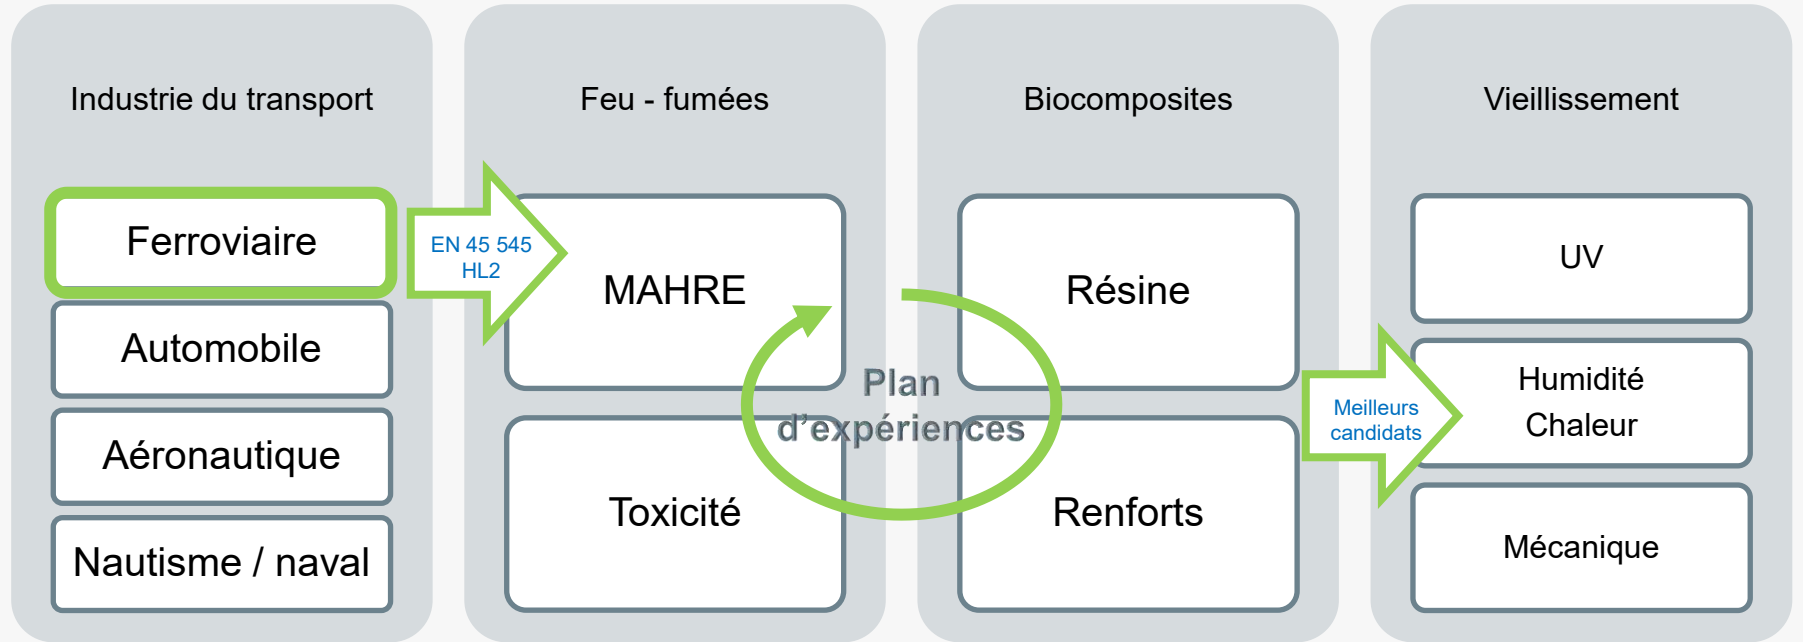 Industrie du transport
Ferroviaire
Automobile
Aéronautique
Nautisme / naval
EN 45 545
HL2
Feu - fumées
MAHRE
Toxicité
Plan
d’expériences
Biocomposites
Résine
Renforts
Meilleurs
candidats
Vieillissement
UV
Humidité
Chaleur
Mécanique